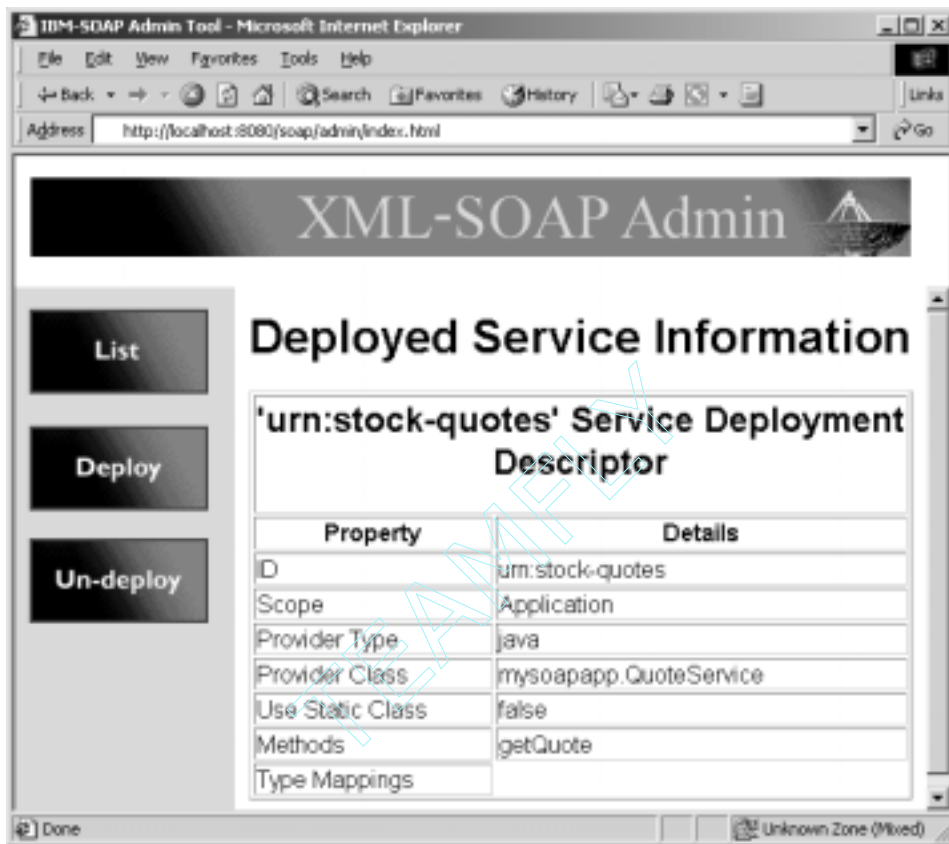 IBM-SOAP Admin Tool - Microsoft Internet Explorer
File Edit View Favorites Tools Help
Back Search Favorites History Links
Address http://localhost:8080/soap/admin/index.html Go
XML-SOAP Admin
List
Deploy
Un-deploy
Deployed Service Information
'urn:stock-quotes' Service Deployment
Descriptor
Property Details
ID urn:stock-quotes
Scope Application
Provider Type java
Provider Class mysoapapp.QuoteService
Use Static Class false
Methods getQuote
Type Mappings
TEAMFLY
Done Unknown Zone (Mixed)